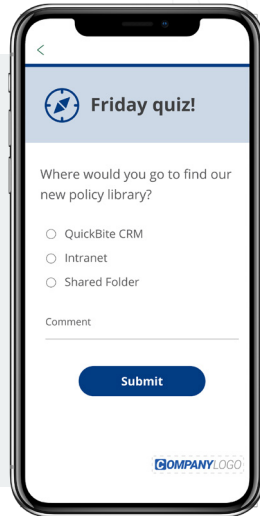 Friday quiz!
Where would you go to find our
new policy library?
QuickBite CRM
Intranet
Shared Folder
Comment
Submit
COMPANYLOGO